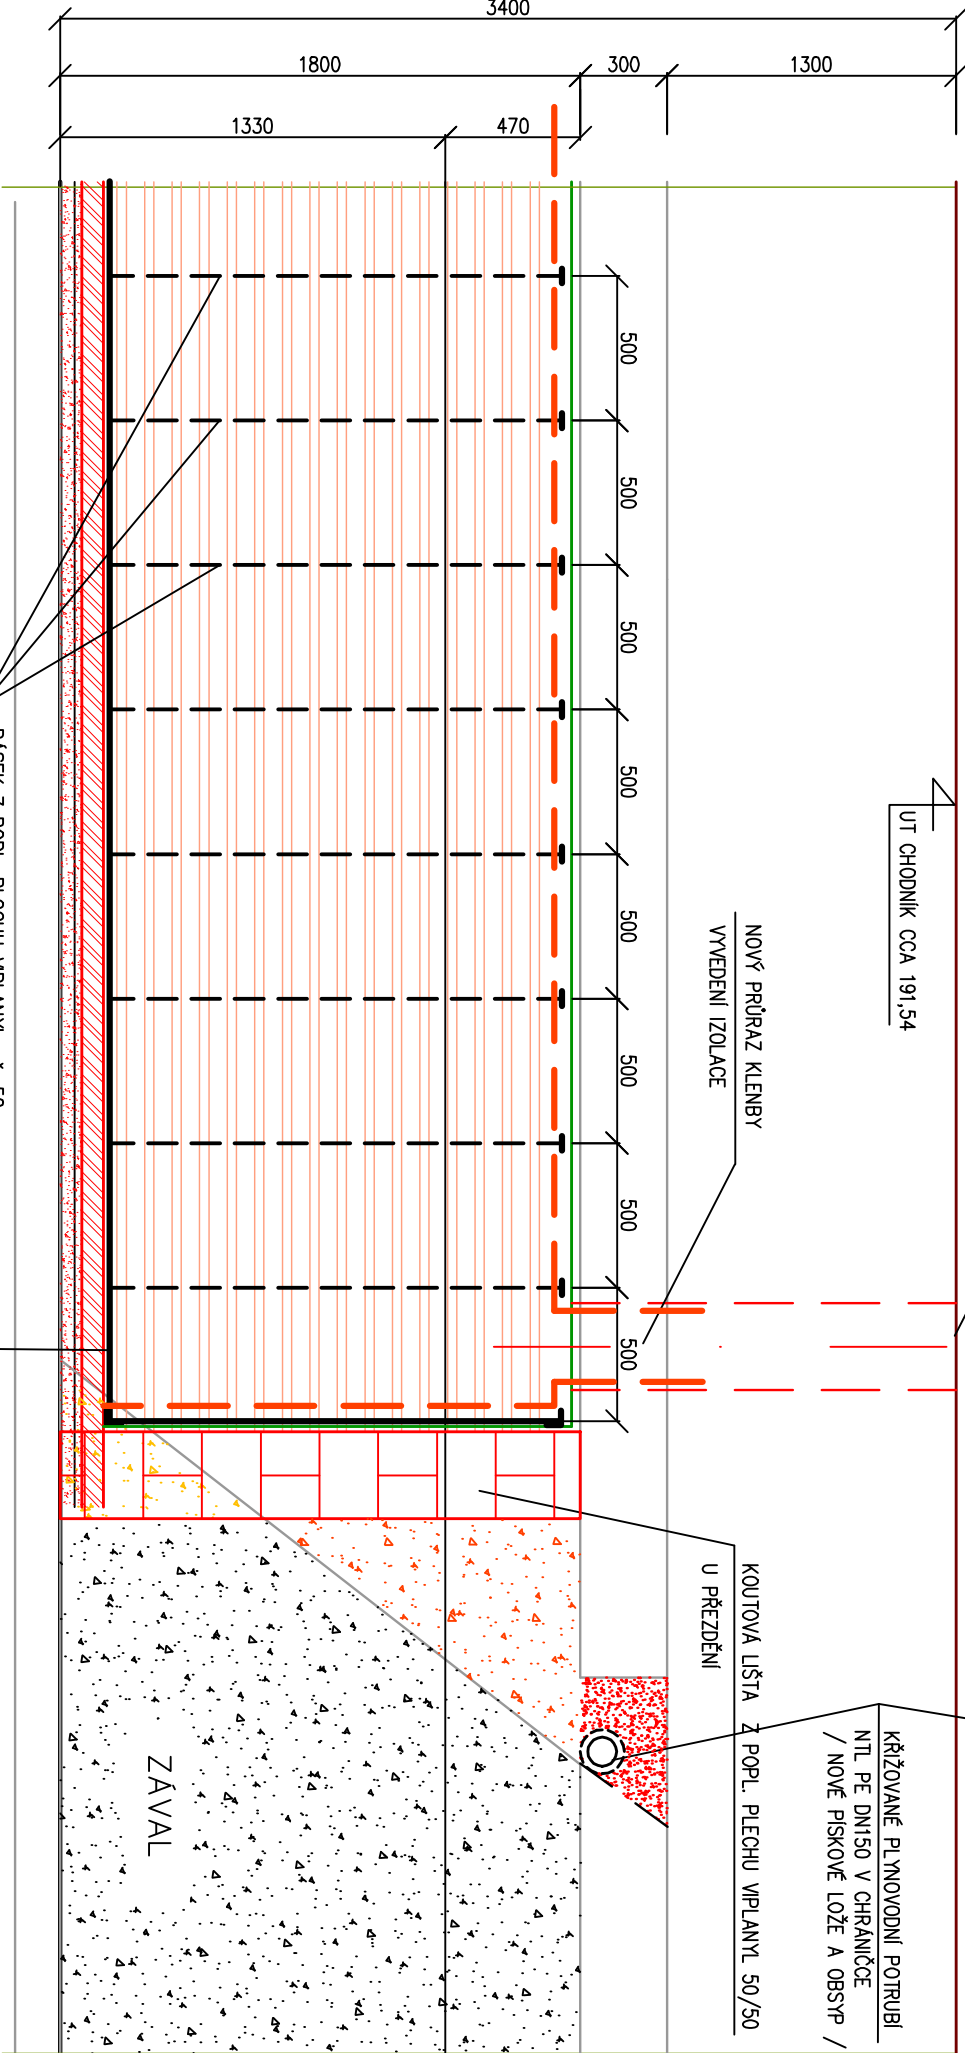 3400
1800
300
1300
1330
470
500
500
500
500
500
500
500
500
UT CHODNÍK CCA 191,54
NOVÝ PRŮRAZ KLENBY
VYVEDENÍ IZOLACE
KOUTOVÁ LIŠTA Z POPL. PLECHU VIPLANYL 50/50
U PŘEZDĚNÍ
KŘIŽOVANÉ PLYNOVODNÍ POTRUBÍ
NTL PE DN150 V CHRÁNIČCE
/ NOVÉ PÍSKOVÉ LOŽE A OBSYP /
ZÁVAL